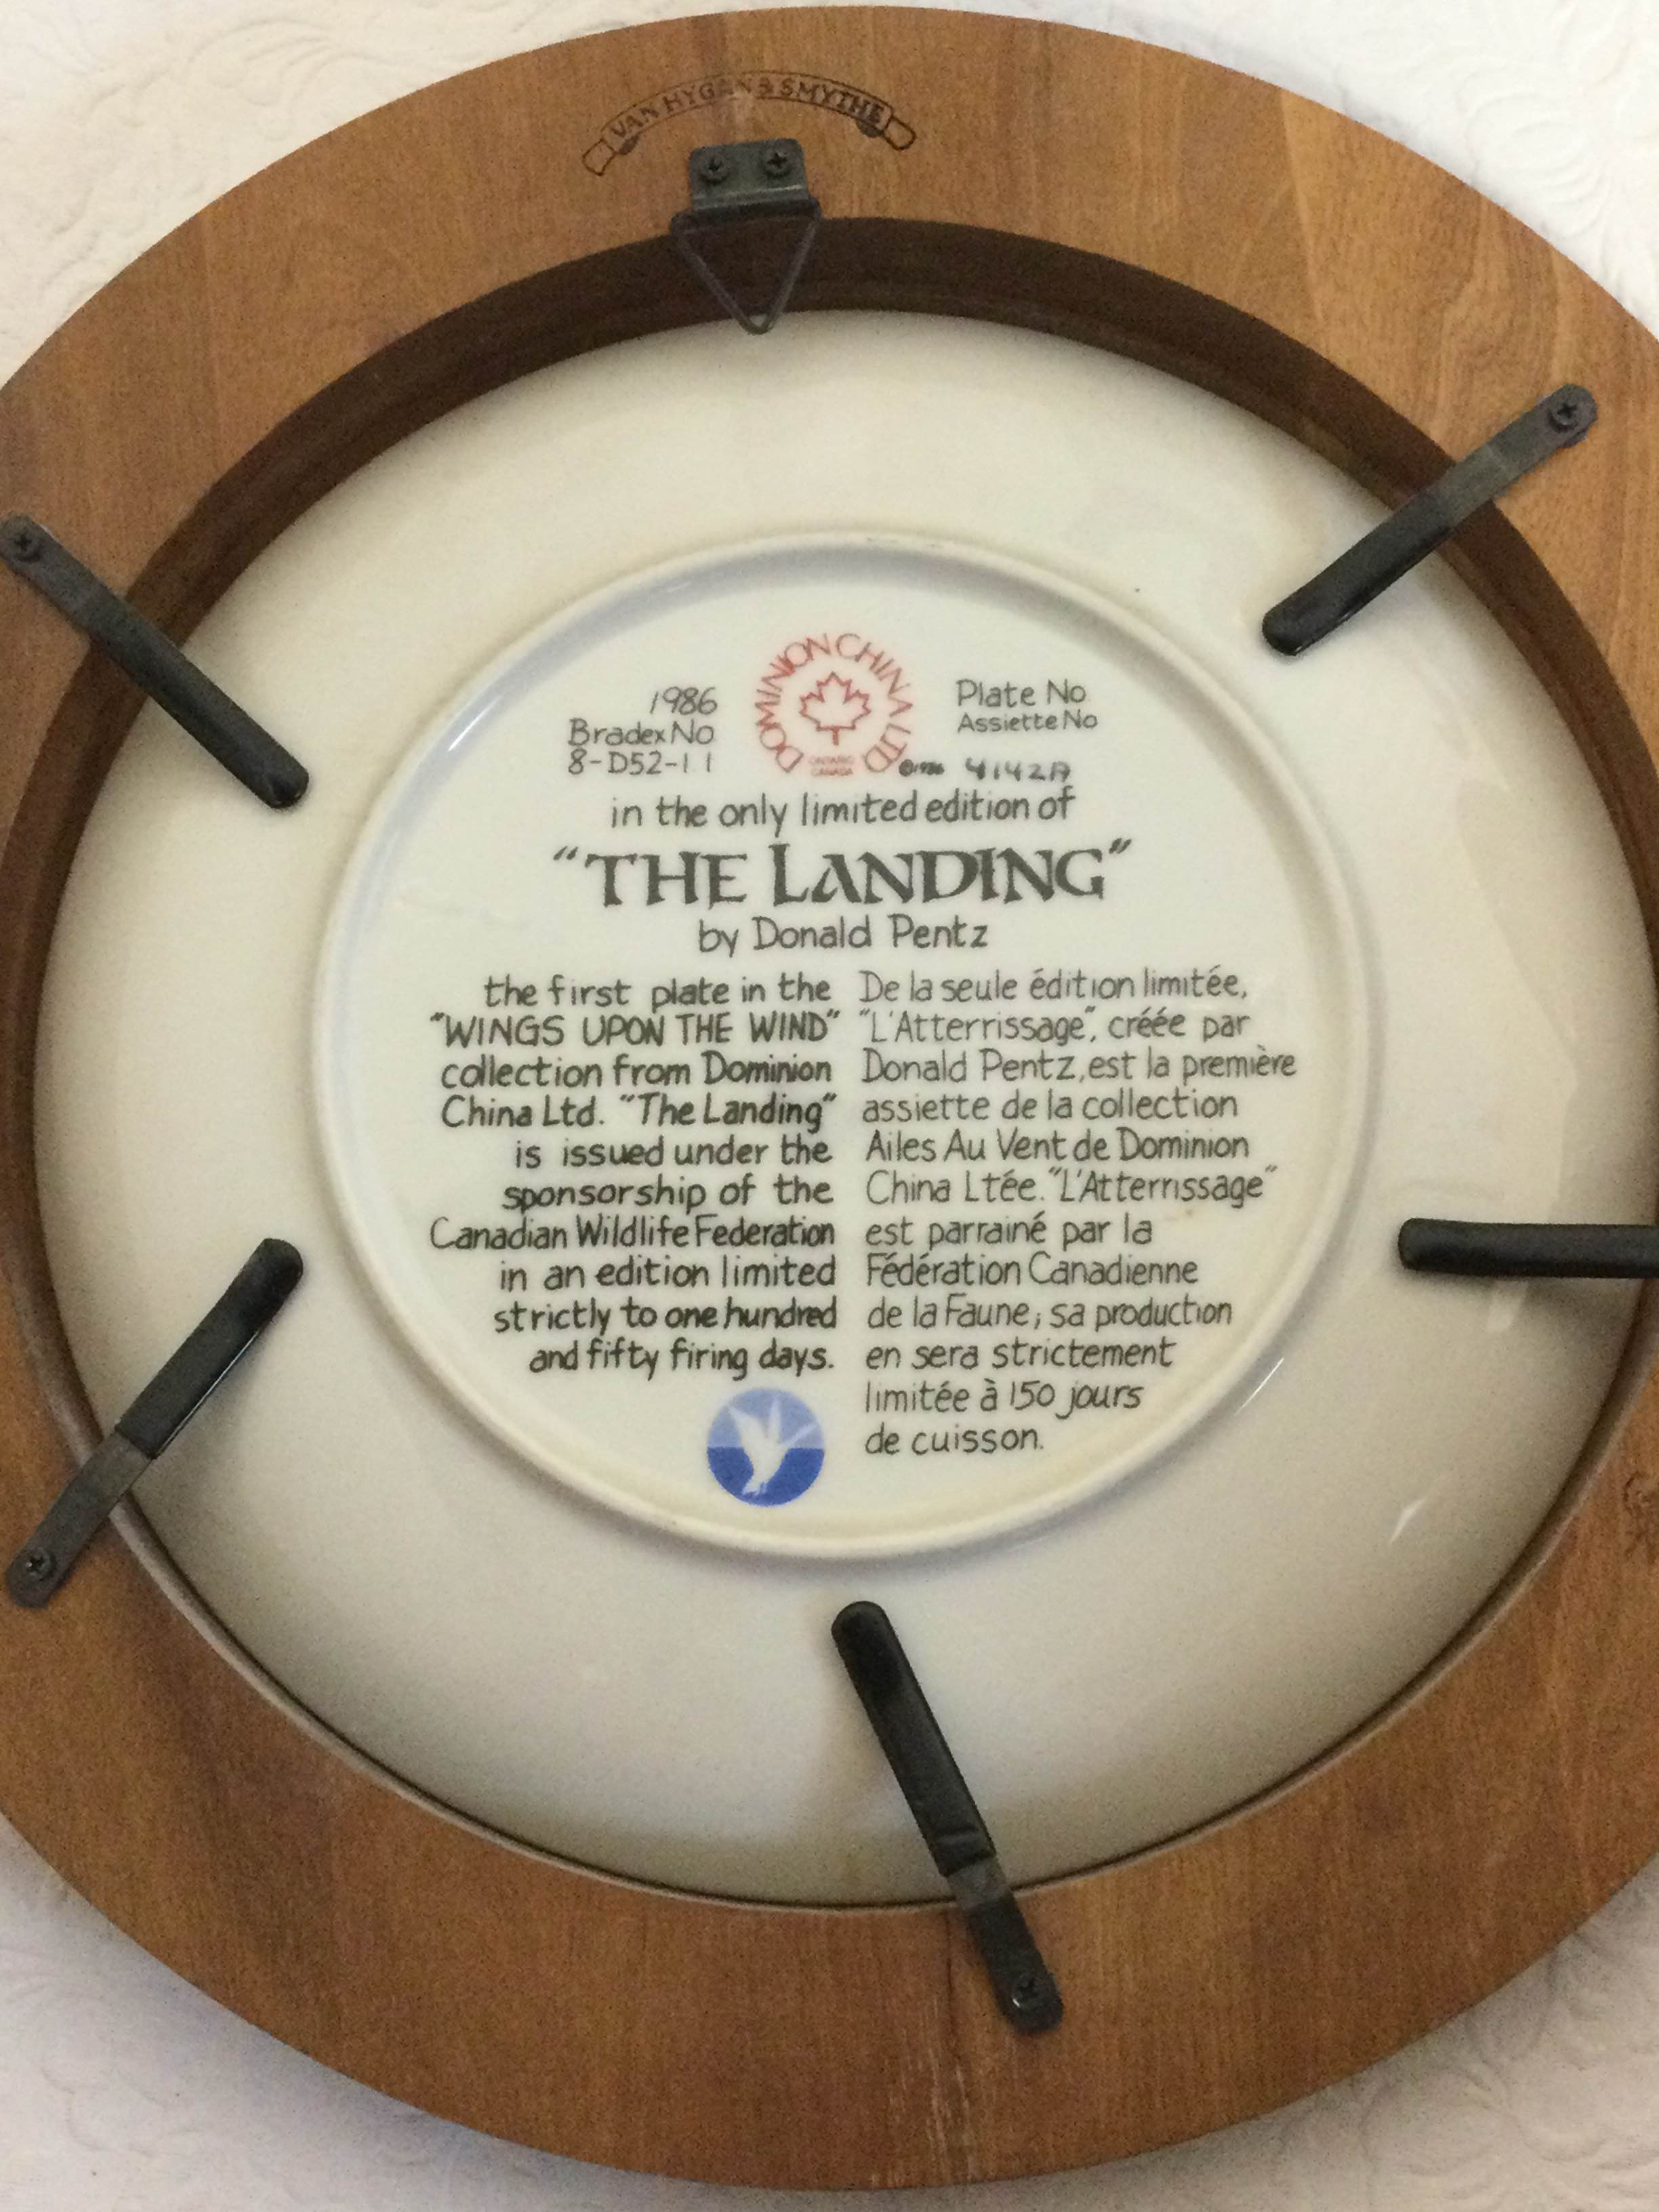 VAN HYGAN & SMYTHE
DOMINION CHINA LTD
ONTARIO
CANADA
1986
Bradex No
8-D52-1 1
Plate No
Assiette No
©1986 4142A
in the only limited edition of
"THE LANDING"
by Donald Pentz
the first plate in the
"WINGS UPON THE WIND"
collection from Dominion
China Ltd. "The Landing"
is issued under the
sponsorship of the
Canadian Wildlife Federation
in an edition limited
strictly to one hundred
and fifty firing days.
De la seule édition limitée,
"L'Atterrissage", créée par
Donald Pentz, est la première
assiette de la collection
Ailes Au Vent de Dominion
China Ltée. "L'Atterrissage"
est parrainé par la
Fédération Canadienne
de la Faune; sa production
en sera strictement
limitée à 150 jours
de cuisson.